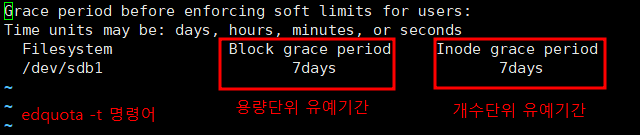 Grace period before enforcing soft limits for users:
Time units may be: days, hours, minutes, or seconds
Filesystem Block grace period Inode grace period
/dev/sdb1 7days 7days
~
~ edquota -t 명령어 용량단위 유예기간 개수단위 유예기간
~